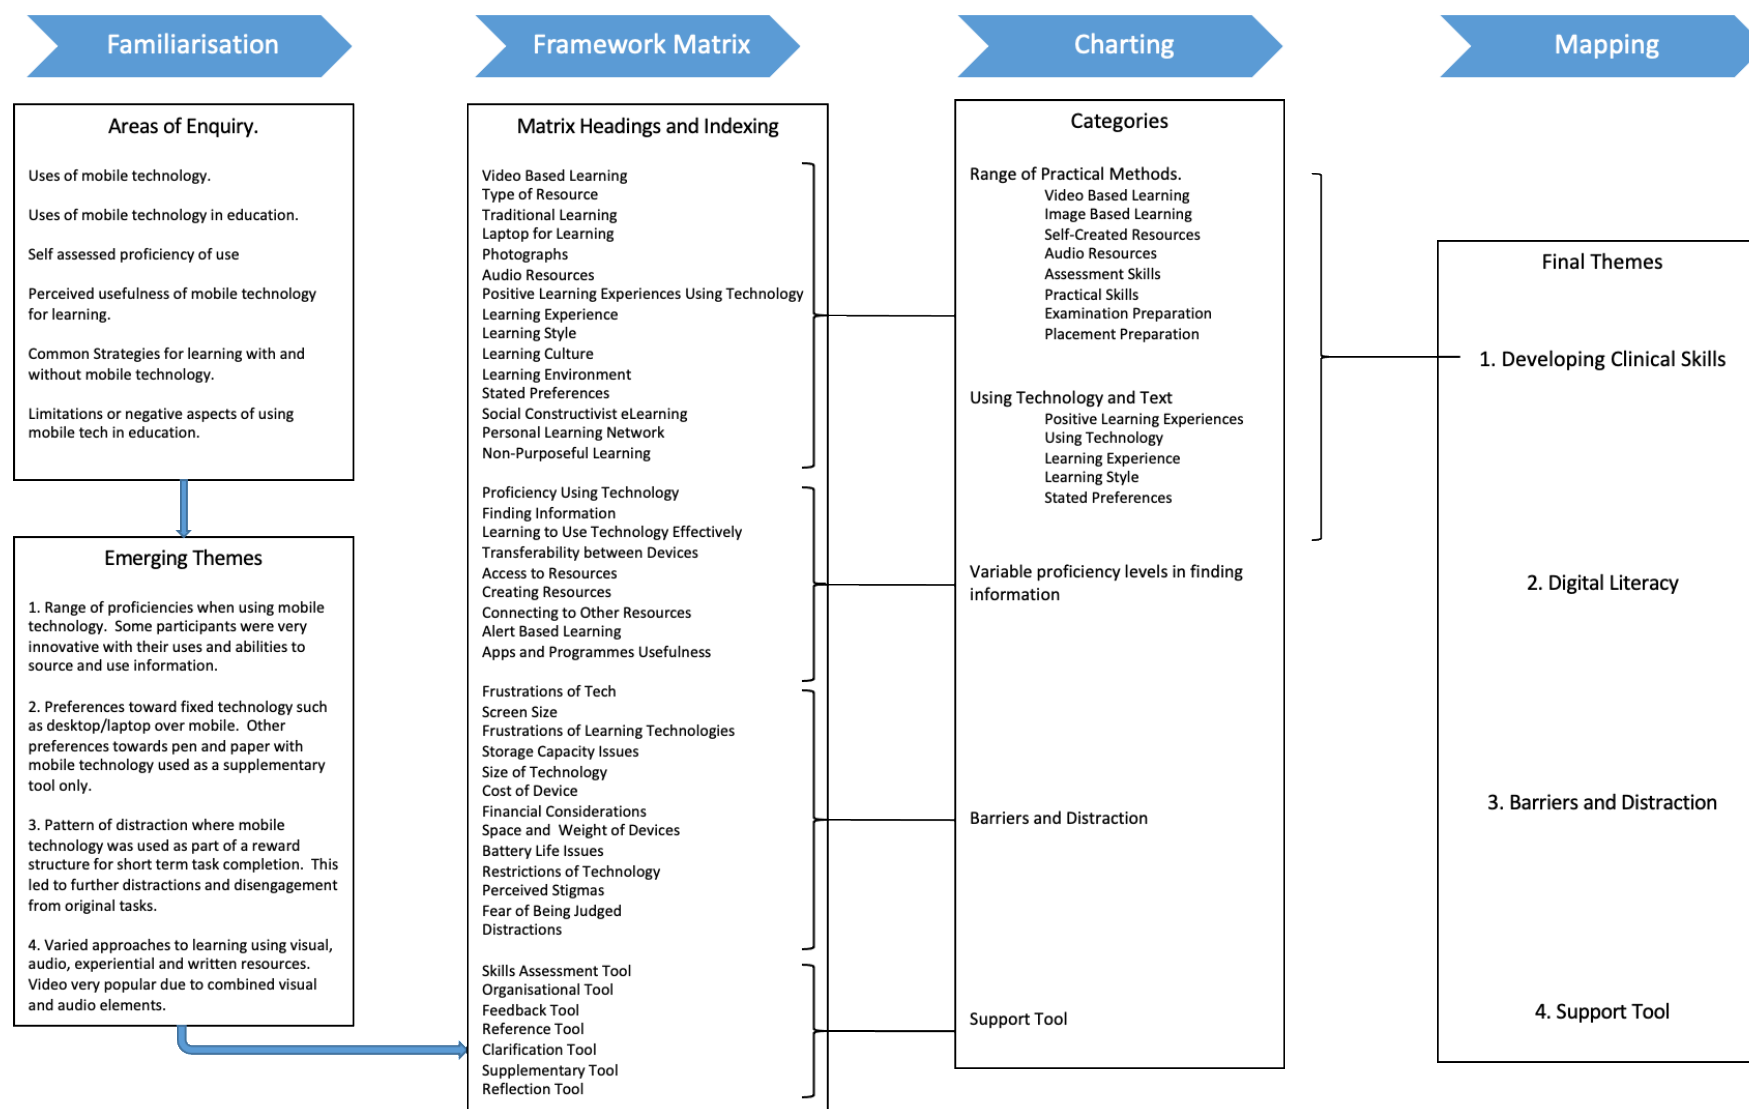 Familiarisation
Framework Matrix
Charting
Mapping
Areas of Enquiry.
Uses of mobile technology.
Uses of mobile technology in education.
Self assessed proficiency of use
Perceived usefulness of mobile technology
for learning.
Common Strategies for learning with and
without mobile technology.
Limitations or negative aspects of using
mobile tech in education.
Emerging Themes
1. Range of proficiencies when using mobile
technology.  Some participants were very
innovative with their uses and abilities to
source and use information.
2. Preferences toward fixed technology such
as desktop/laptop over mobile.  Other
preferences towards pen and paper with
mobile technology used as a supplementary
tool only.
3. Pattern of distraction where mobile
technology was used as part of a reward
structure for short term task completion.  This
led to further distractions and disengagement
from original tasks.
4. Varied approaches to learning using visual,
audio, experiential and written resources.
Video very popular due to combined visual
and audio elements.
Matrix Headings and Indexing
Video Based Learning
Type of Resource
Traditional Learning
Laptop for Learning
Photographs
Audio Resources
Positive Learning Experiences Using Technology
Learning Experience
Learning Style
Learning Culture
Learning Environment
Stated Preferences
Social Constructivist eLearning
Personal Learning Network
Non-Purposeful Learning
Proficiency Using Technology
Finding Information
Learning to Use Technology Effectively
Transferability between Devices
Access to Resources
Creating Resources
Connecting to Other Resources
Alert Based Learning
Apps and Programmes Usefulness
Frustrations of Tech
Screen Size
Frustrations of Learning Technologies
Storage Capacity Issues
Size of Technology
Cost of Device
Financial Considerations
Space and  Weight of Devices
Battery Life Issues
Restrictions of Technology
Perceived Stigmas
Fear of Being Judged
Distractions
Skills Assessment Tool
Organisational Tool
Feedback Tool
Reference Tool
Clarification Tool
Supplementary Tool
Reflection Tool
Categories
Range of Practical Methods.
Video Based Learning
Image Based Learning
Self-Created Resources
Audio Resources
Assessment Skills
Practical Skills
Examination Preparation
Placement Preparation
Using Technology and Text
Positive Learning Experiences
Using Technology
Learning Experience
Learning Style
Stated Preferences
Variable proficiency levels in finding
information
Barriers and Distraction
Support Tool
Final Themes
1. Developing Clinical Skills
2. Digital Literacy
3. Barriers and Distraction
4. Support Tool